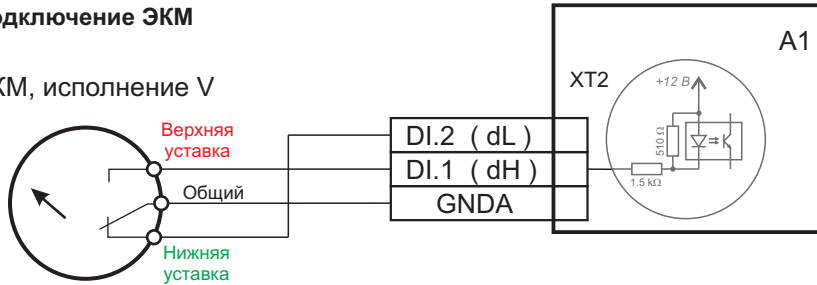 одключение ЭКМ
КМ, исполнение V
Верхняя
уставка
Общий
Нижняя
уставка
DI.2 ( dL )
DI.1 ( dH )
GNDA
XT2
A1
+12 В
510 Ω
1.5 kΩ